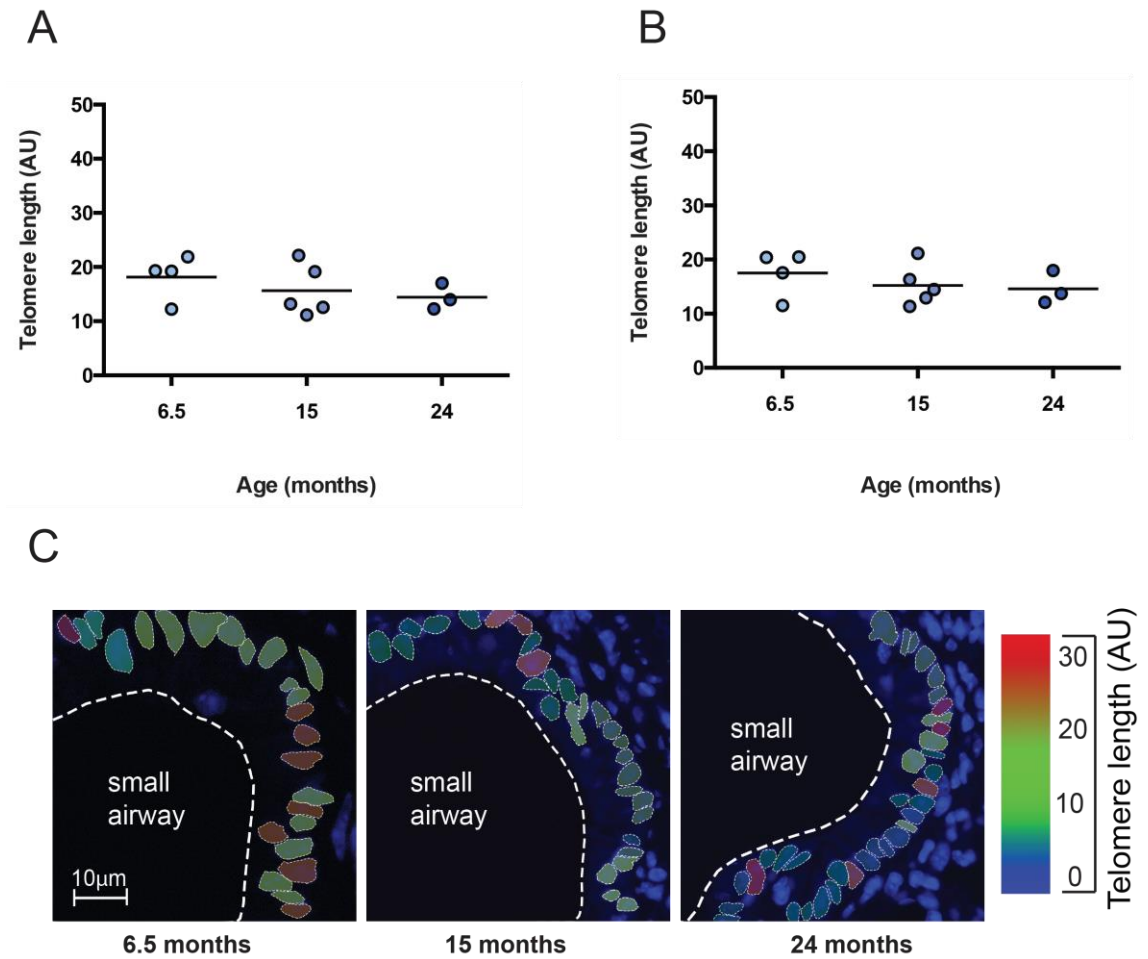 A
Telomere length (AU)
50
40
30
20
10
0
6.5
15
24
Age (months)
B
Telomere length (AU)
50
40
30
20
10
0
6.5
15
24
Age (months)
C
small
airway
10μm
6.5 months
small
airway
15 months
small
airway
24 months
30
20
10
0
Telomere length (AU)